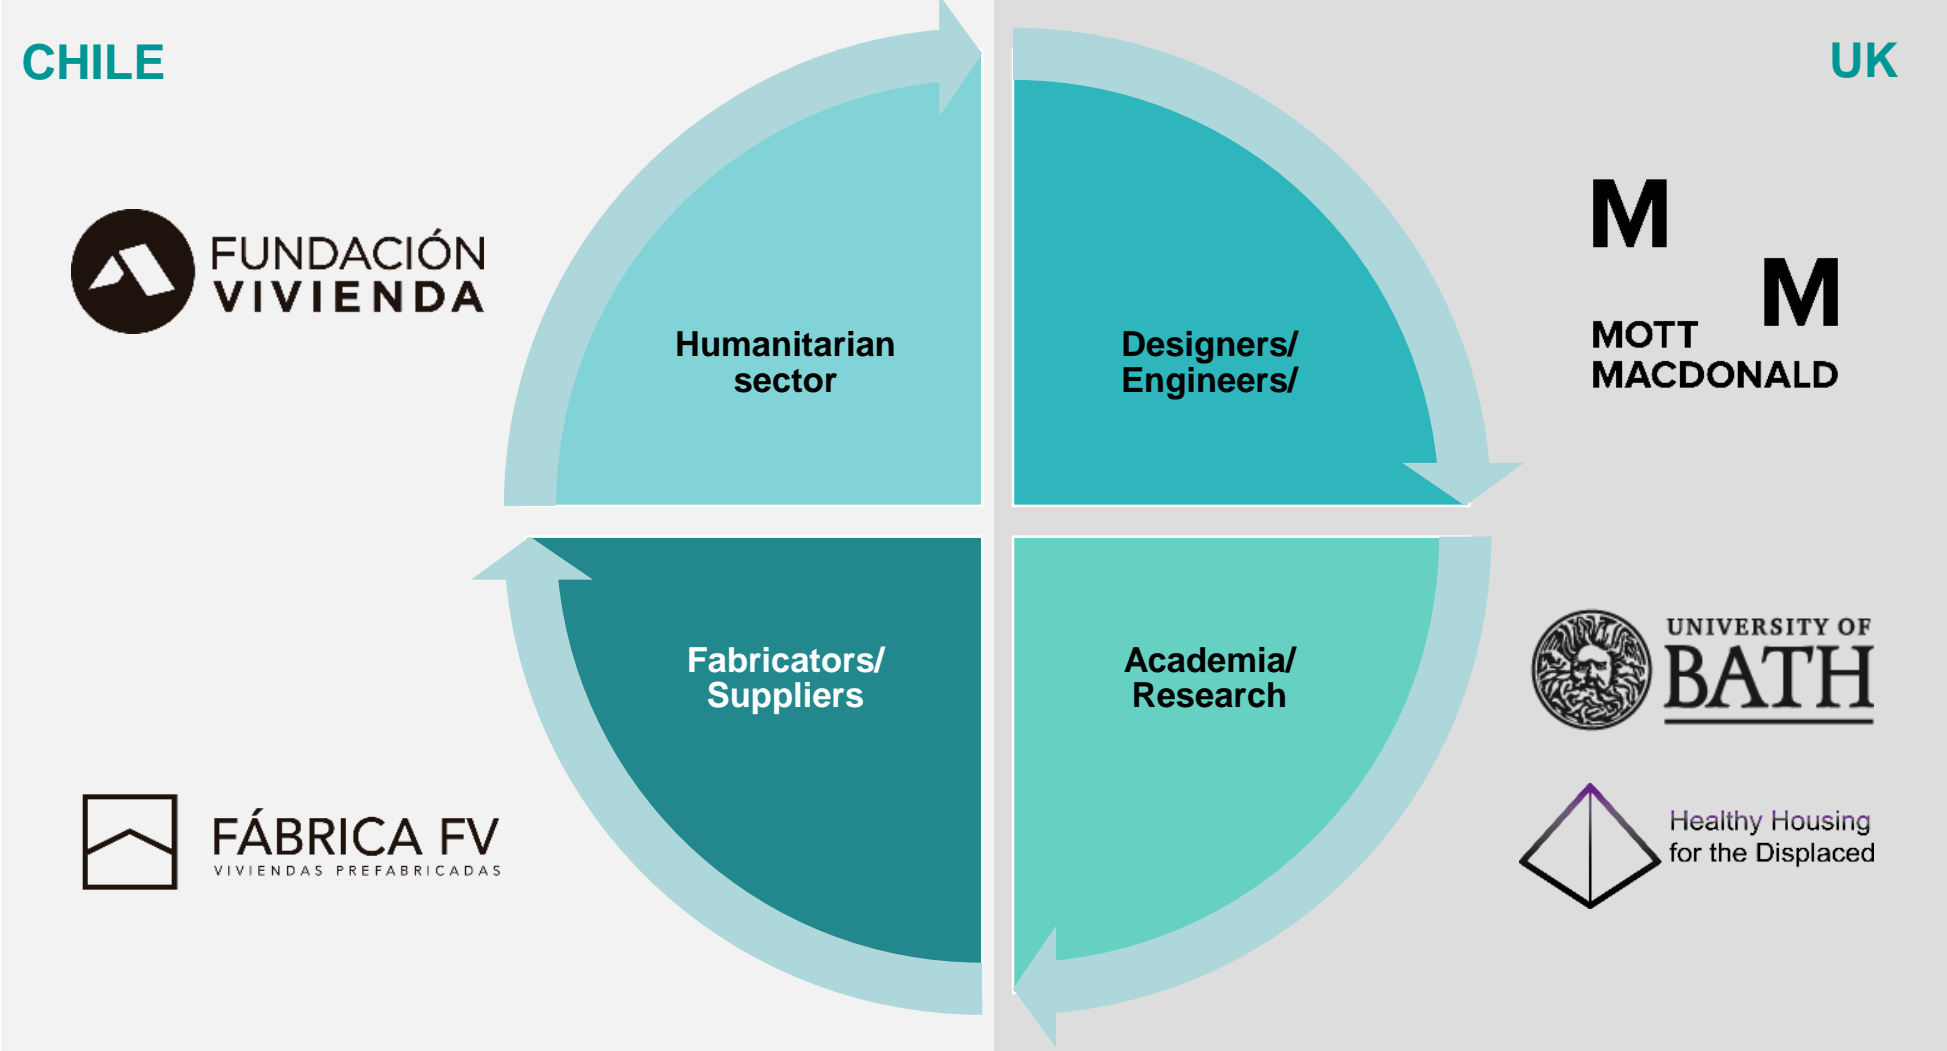 CHILE
UK
FUNDACIÓN
VIVIENDA
Humanitarian
sector
Designers/
Engineers/
M
M
MOTT
MACDONALD
Fabricators/
Suppliers
Academia/
Research
UNIVERSITY OF
BATH
FÁBRICA FV
VIVIENDAS PREFABRICADAS
Healthy Housing
for the Displaced